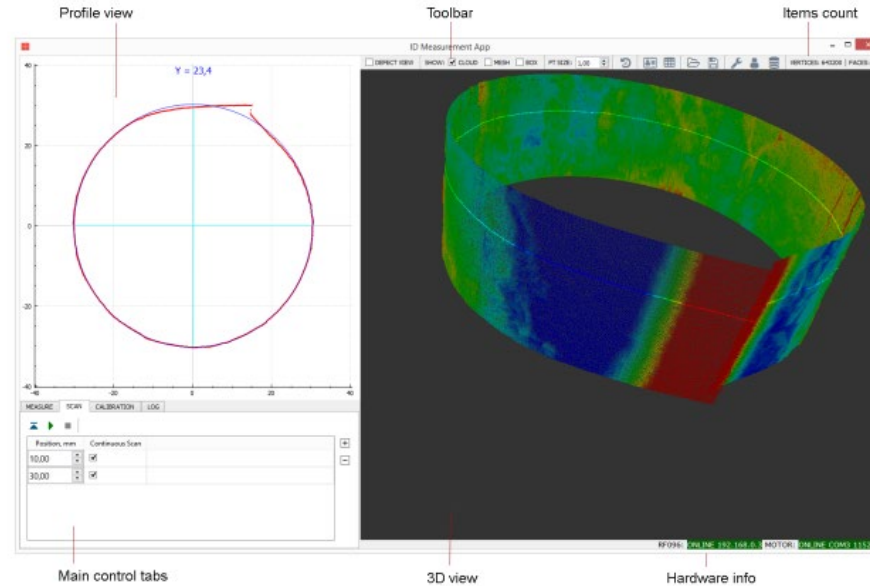 Profile view
Toolbar
Items count
ID Measurement App
Y = 23,4
DEFECT VIEW SHOW: CLOUD MESH BOX PT SIZE: 1,00 VERTICES: FACES:
40
20
0
-20
-40
-40 -20 0 20 40
MEASURE SCAN CALIBRATION LOG
Position, mm Continuous Scan
10,00
30,00
RF096: ONLINE 192.168.0.3 MOTOR: ONLINE COM3 1152
Main control tabs
3D view
Hardware info